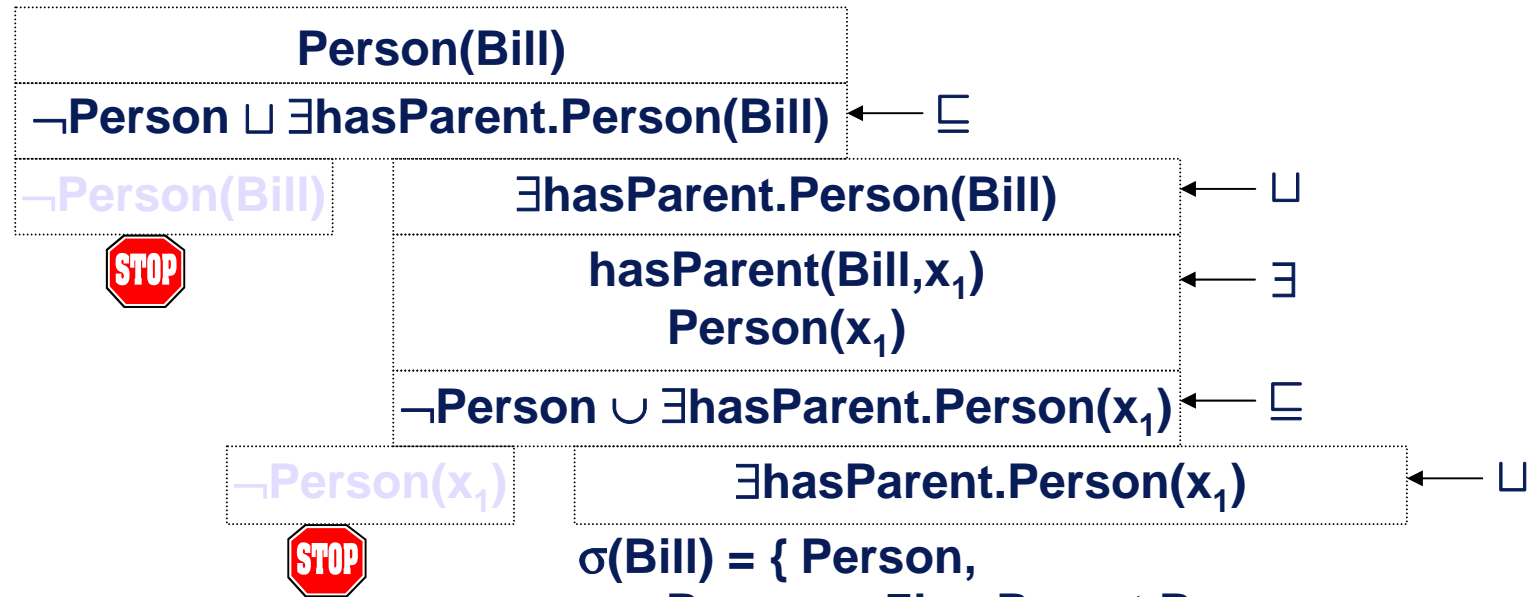 Person(Bill)
¬Person ⊔ ∃hasParent.Person(Bill) ⊑
¬Person(Bill) ∃hasParent.Person(Bill) ⊔
STOP
hasParent(Bill,x₁) ∃
Person(x₁)
¬Person ∪ ∃hasParent.Person(x₁) ⊑
¬Person(x₁) ∃hasParent.Person(x₁) ⊔
STOP
σ(Bill) = { Person,